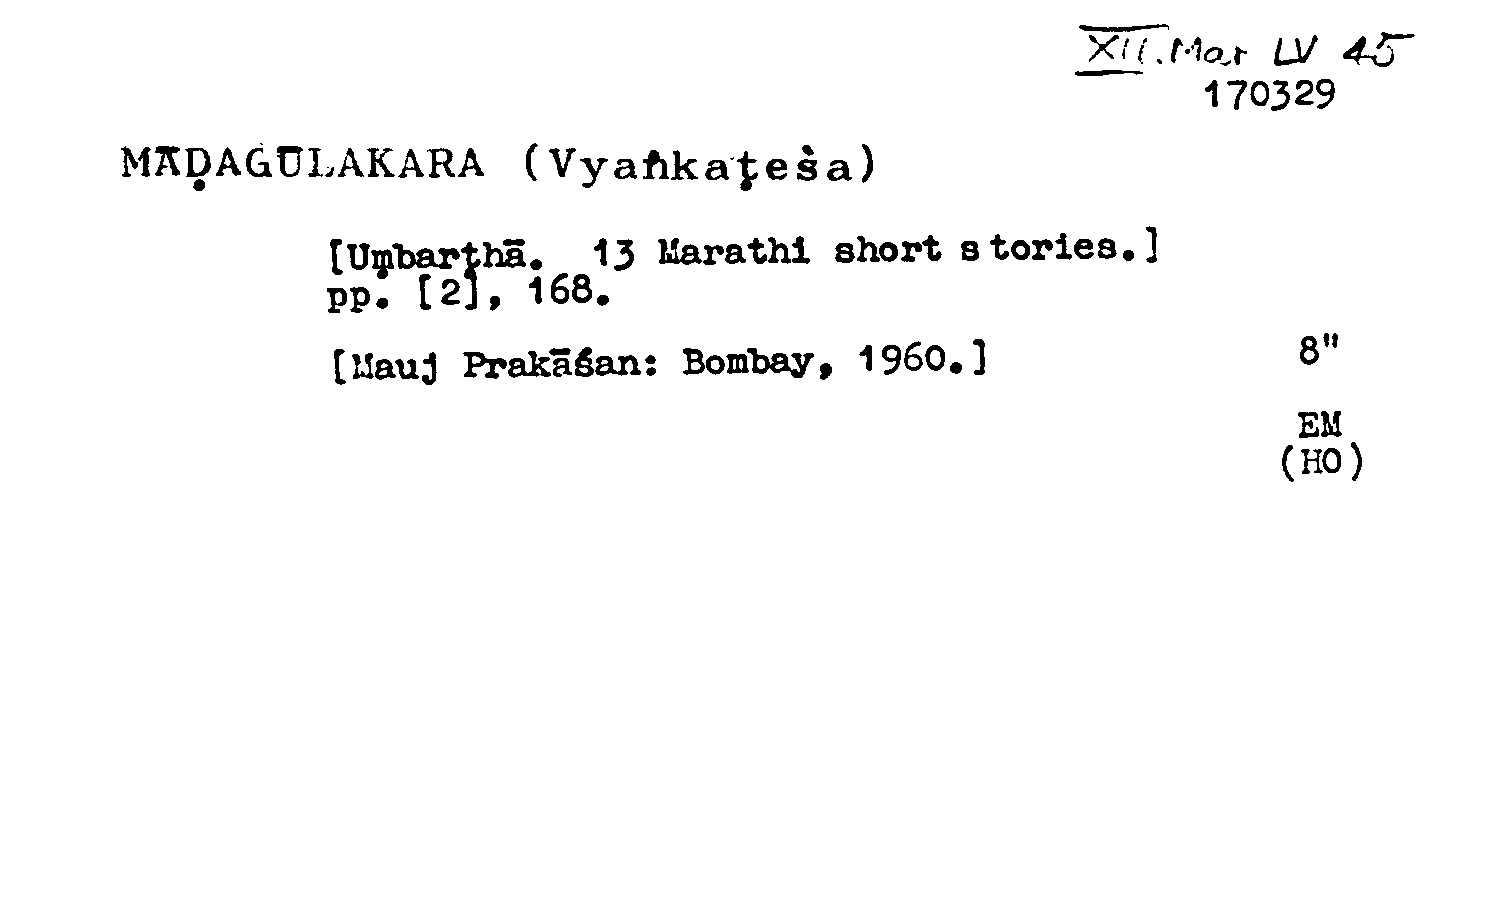 XII. Mar LV 45
170329
MĀḌAGŪLAKARA (Vyaṅkaṭeśa)
[Uṃbarṭhā. 13 Marathi short stories.]
pp. [2], 168.
[Mauj Prakāśan: Bombay, 1960.] 8"
EM
(HO)